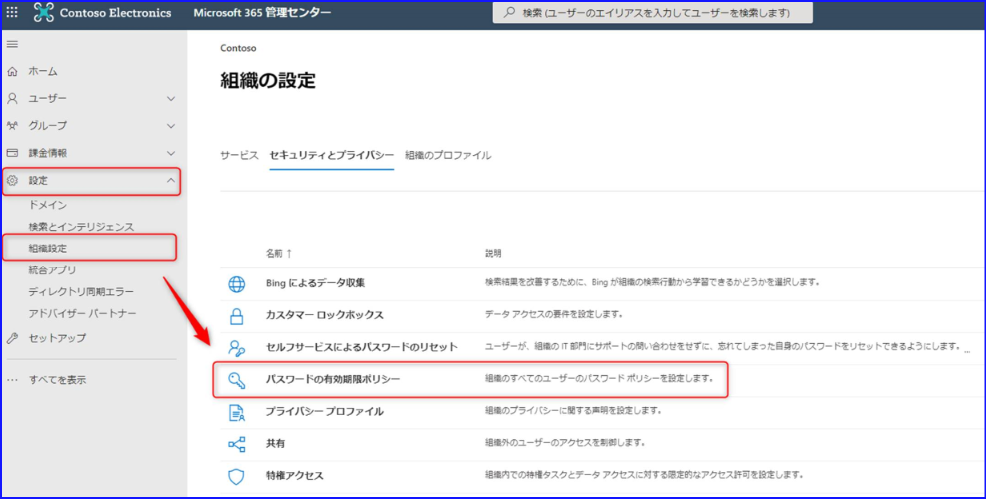 Contoso Electronics Microsoft 365 管理センター 検索 (ユーザーのエイリアスを入力してユーザーを検索します)
ホーム
ユーザー
グループ
課金情報
設定
ドメイン
検索とインテリジェンス
組織設定
統合アプリ
ディレクトリ同期エラー
アドバイザー パートナー
セットアップ
すべてを表示
Contoso
組織の設定
サービス セキュリティとプライバシー 組織のプロファイル
名前 ↑ 説明
Bing によるデータ収集 検索結果を改善するために、Bing が組織の検索行動から学習できるかどうかを選択します。
カスタマー ロックボックス データ アクセスの要件を設定します。
セルフサービスによるパスワードのリセット ユーザーが、組織の IT 部門にサポートの問い合わせをせずに、忘れてしまった自身のパスワードをリセットできるようにします。...
パスワードの有効期限ポリシー 組織のすべてのユーザーのパスワード ポリシーを設定します。
プライバシー プロファイル 組織のプライバシーに関する声明を設定します。
共有 組織外のユーザーのアクセスを制御します。
特権アクセス 組織内での特権タスクとデータ アクセスに対する限定的なアクセス許可を設定します。